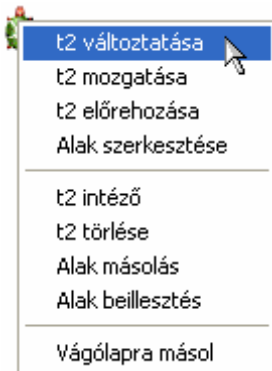 t2 változtatása
t2 mozgatása
t2 előrehozása
Alak szerkesztése
t2 intéző
t2 törlése
Alak másolás
Alak beillesztés
Vágólapra másol